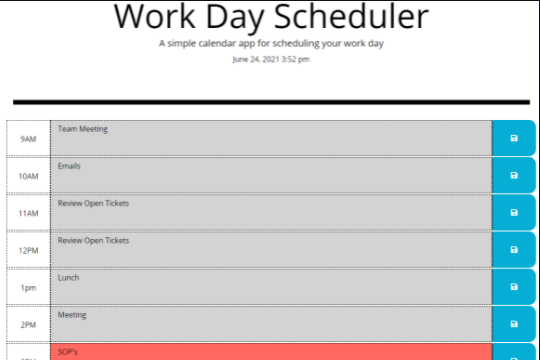 Work Day Scheduler
A simple calendar app for scheduling your work day
June 24, 2021 3:52 pm
9AM Team Meeting
10AM Emails
11AM Review Open Tickets
12PM Review Open Tickets
1pm Lunch
2PM Meeting
SOP's